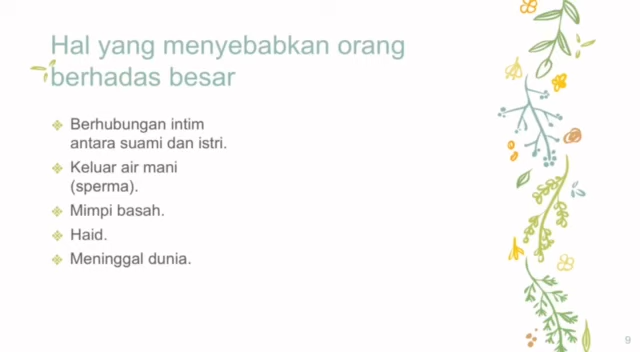 Hal yang menyebabkan orang
berhadas besar
Berhubungan intim
antara suami dan istri.
Keluar air mani
(sperma).
Mimpi basah.
Haid.
Meninggal dunia.
9